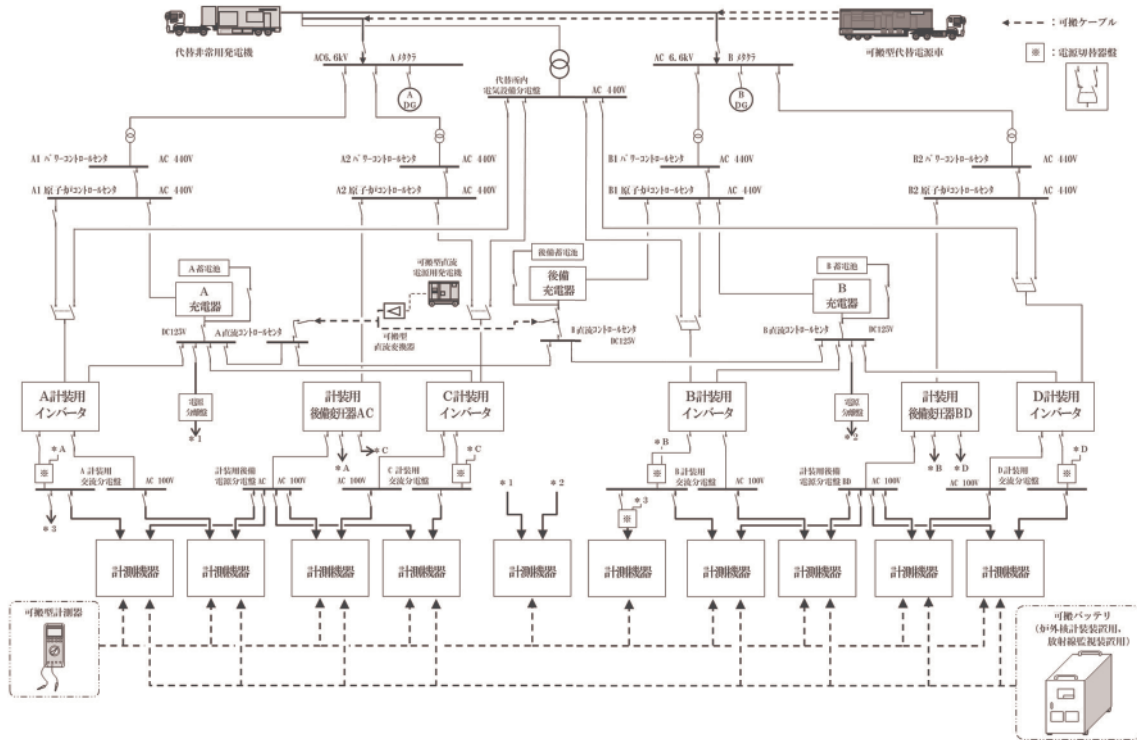 代替非常用発電機
可搬型代替電源車
：可搬ケーブル
※ ：電源切替器盤
AC6.6kV A メタクラ
AC 6.6kV B メタクラ
A
DG
B
DG
代替所内
電気設備分電盤
AC 440V
A1 パワーコントロールセンタ AC 440V
A2 パワーコントロールセンタ AC 440V
B1 パワーコントロールセンタ AC 440V
B2 パワーコントロールセンタ AC 440V
A1 原子力コントロールセンタ AC 440V
A2 原子力コントロールセンタ AC 440V
B1 原子力コントロールセンタ AC 440V
B2 原子力コントロールセンタ AC 440V
A蓄電池
A
充電器
可搬型直流
電源用発電機
後備蓄電池
後備
充電器
B蓄電池
B
充電器
DC125V A直流コントロールセンタ
可搬型
直流変換器
B直流コントロールセンタ
DC125V
B直流コントロールセンタ DC125V
A計装用
インバータ
電源
分離盤
*1
計装用
後備変圧器AC
C計装用
インバータ
B計装用
インバータ
電源
分離盤
*2
計装用
後備変圧器BD
D計装用
インバータ
*A
※
A計装用
交流分電盤
AC 100V
計装用後備
電源分電盤 AC
AC 100V
*A
*C
AC 100V
C計装用
交流分電盤
*C
※
*B
※
B計装用
交流分電盤
AC 100V
計装用後備
電源分電盤 BD
AC 100V
*B
*D
AC 100V
D計装用
交流分電盤
*D
※
*3
*1
*2
*3
※
計測機器
計測機器
計測機器
計測機器
計測機器
計測機器
計測機器
計測機器
計測機器
計測機器
可搬型計測器
可搬バッテリ
(炉外核計装装置用、
放射線監視装置用)